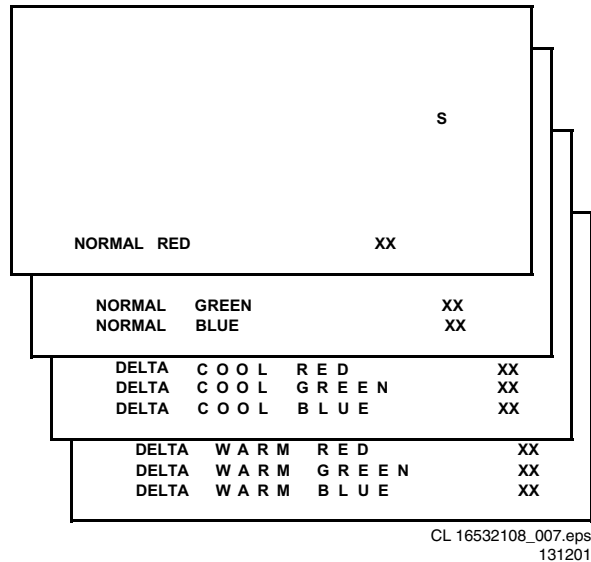 S
NORMAL RED XX
NORMAL GREEN XX
NORMAL BLUE XX
DELTA COOL RED XX
DELTA COOL GREEN XX
DELTA COOL BLUE XX
DELTA WARM RED XX
DELTA WARM GREEN XX
DELTA WARM BLUE XX
CL 16532108_007.eps
131201